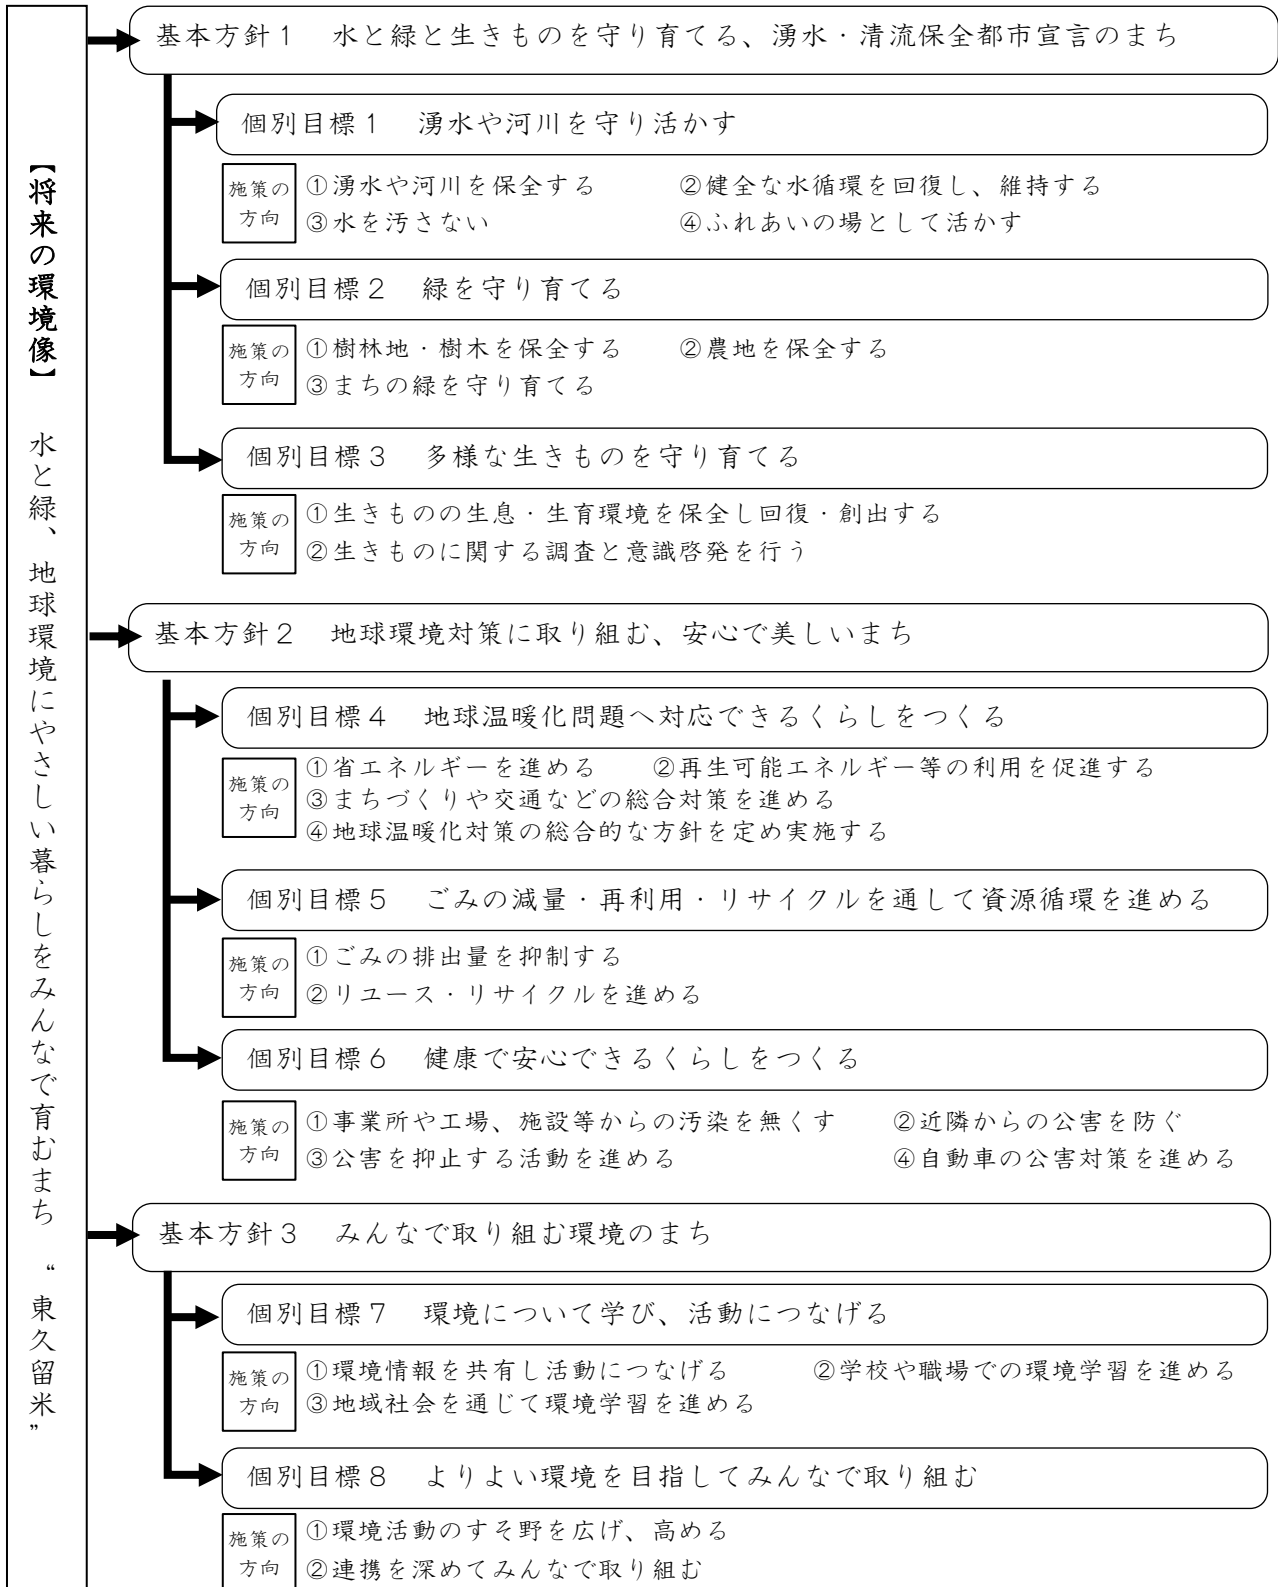 【将来の環境像】　水と緑、地球環境にやさしい暮らしをみんなで育むまち　“東久留米”
基本方針１　水と緑と生きものを守り育てる、湧水・清流保全都市宣言のまち
個別目標１　湧水や河川を守り活かす
施策の
方向
①湧水や河川を保全する　②健全な水循環を回復し、維持する
③水を汚さない　④ふれあいの場として活かす
個別目標２　緑を守り育てる
施策の
方向
①樹林地・樹木を保全する　②農地を保全する
③まちの緑を守り育てる
個別目標３　多様な生きものを守り育てる
施策の
方向
①生きものの生息・生育環境を保全し回復・創出する
②生きものに関する調査と意識啓発を行う
基本方針２　地球環境対策に取り組む、安心で美しいまち
個別目標４　地球温暖化問題へ対応できるくらしをつくる
施策の
方向
①省エネルギーを進める　②再生可能エネルギー等の利用を促進する
③まちづくりや交通などの総合対策を進める
④地球温暖化対策の総合的な方針を定め実施する
個別目標５　ごみの減量・再利用・リサイクルを通して資源循環を進める
施策の
方向
①ごみの排出量を抑制する
②リユース・リサイクルを進める
個別目標６　健康で安心できるくらしをつくる
施策の
方向
①事業所や工場、施設等からの汚染を無くす　②近隣からの公害を防ぐ
③公害を抑止する活動を進める　④自動車の公害対策を進める
基本方針３　みんなで取り組む環境のまち
個別目標７　環境について学び、活動につなげる
施策の
方向
①環境情報を共有し活動につなげる　②学校や職場での環境学習を進める
③地域社会を通じて環境学習を進める
個別目標８　よりよい環境を目指してみんなで取り組む
施策の
方向
①環境活動のすそ野を広げ、高める
②連携を深めてみんなで取り組む